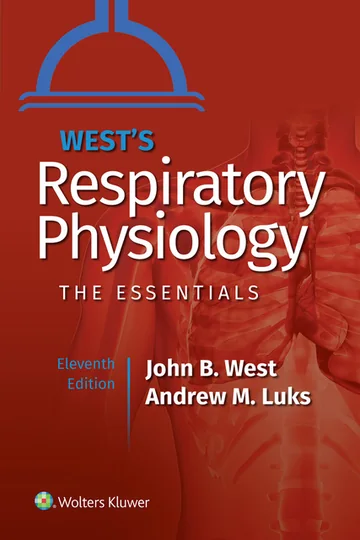 WEST'S
Respiratory
Physiology
THE ESSENTIALS
Eleventh
Edition
John B. West
Andrew M. Luks
Wolters Kluwer